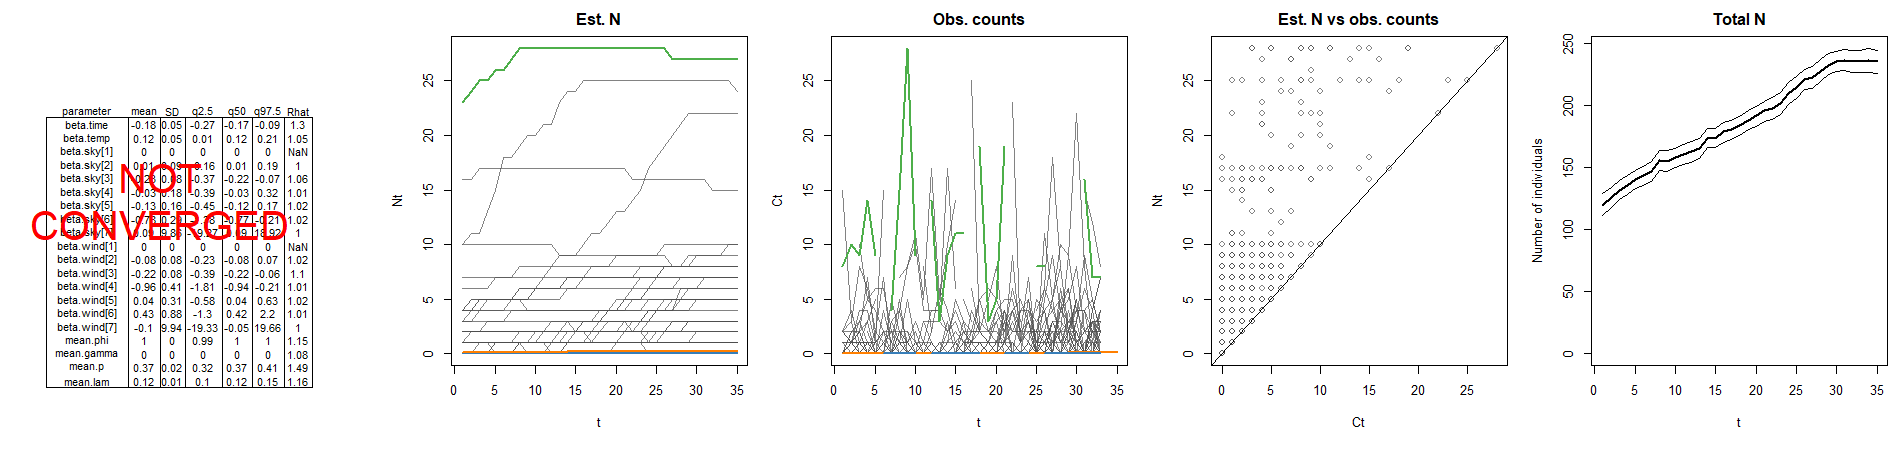 parameter mean SD q2.5 q50 q97.5 Rhat
beta.time -0.18 0.05 -0.27 -0.17 -0.09 1.3
beta.temp 0.12 0.05 0.01 0.12 0.21 1.05
beta.sky[1] 0 0 0 0 0 NaN
beta.sky[2] 0.01 0.09 -0.16 0.01 0.19 1
beta.sky[3] 0.08 -0.37 -0.22 -0.07 1.06
beta.sky[4] -0.03 0.18 -0.39 -0.03 0.32 1.01
beta.sky[5] -0.13 0.16 -0.45 -0.12 0.17 1.02
beta.sky[6] -0.21 1.02
beta.sky[7] 18.92 1
NOT
CONVERGED
beta.wind[1] 0 0 0 0 0 NaN
beta.wind[2] -0.08 0.08 -0.23 -0.08 0.07 1.02
beta.wind[3] -0.22 0.08 -0.39 -0.22 -0.06 1.1
beta.wind[4] -0.96 0.41 -1.81 -0.94 -0.21 1.01
beta.wind[5] 0.04 0.31 -0.58 0.04 0.63 1.02
beta.wind[6] 0.43 0.88 -1.3 0.42 2.2 1.01
beta.wind[7] -0.1 9.94 -19.33 -0.05 19.66 1
mean.phi 1 0 0.99 1 1 1.15
mean.gamma 0 0 0 0 0 1.08
mean.p 0.37 0.02 0.32 0.37 0.41 1.49
mean.lam 0.12 0.01 0.1 0.12 0.15 1.16
Est. N
Nt
25
20
15
10
5
0
0 5 10 15 20 25 30 35
t
Obs. counts
Ct
25
20
15
10
5
0
0 5 10 15 20 25 30 35
t
Est. N vs obs. counts
Nt
25
20
15
10
5
0
0 5 10 15 20 25
Ct
Total N
Number of individuals
250
200
150
100
50
0
0 5 10 15 20 25 30 35
t